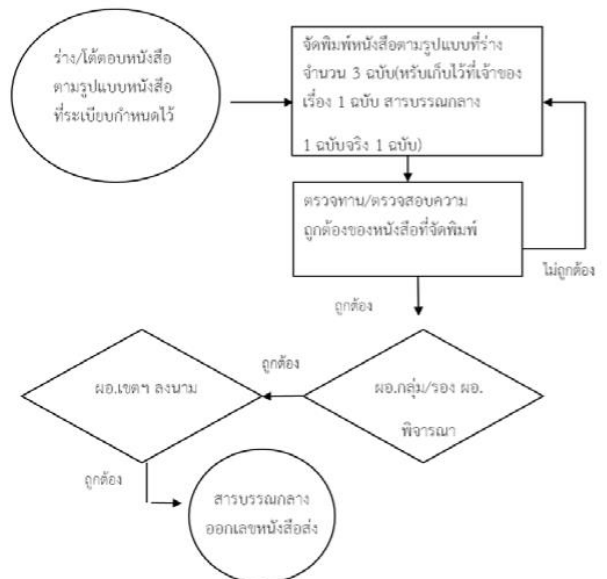 ร่าง/โต้ตอบหนังสือ
ตามรูปแบบหนังสือ
ที่ระเบียบกำหนดไว้
จัดพิมพ์หนังสือตามรูปแบบที่ร่าง
จำนวน 3 ฉบับ(หรับเก็บไว้ที่เจ้าของ
เรื่อง 1 ฉบับ สารบรรณกลาง
1 ฉบับจริง 1 ฉบับ)
ตรวจทาน/ตรวจสอบความ
ถูกต้องของหนังสือที่จัดพิมพ์
ไม่ถูกต้อง
ถูกต้อง
ผอ.กลุ่ม/รอง ผอ.
พิจารณา
ถูกต้อง
ผอ.เขตฯ ลงนาม
ถูกต้อง
สารบรรณกลาง
ออกเลขหนังสือส่ง